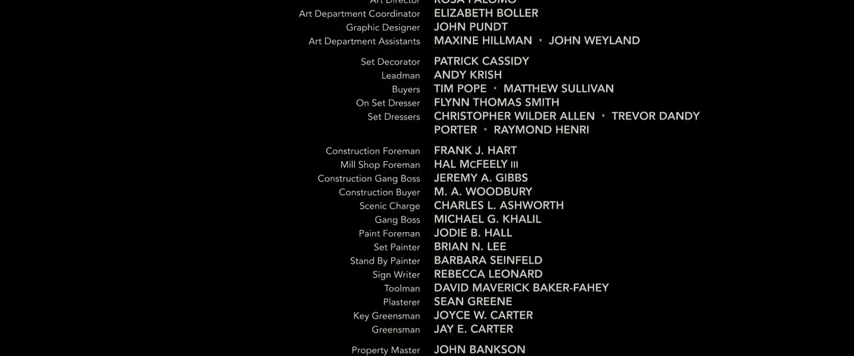 Art Director ROSA PALOMO
Art Department Coordinator ELIZABETH BOLLER
Graphic Designer JOHN PUNDT
Art Department Assistants MAXINE HILLMAN • JOHN WEYLAND
Set Decorator PATRICK CASSIDY
Leadman ANDY KRISH
Buyers TIM POPE • MATTHEW SULLIVAN
On Set Dresser FLYNN THOMAS SMITH
Set Dressers CHRISTOPHER WILDER ALLEN • TREVOR DANDY
PORTER • RAYMOND HENRI
Construction Foreman FRANK J. HART
Mill Shop Foreman HAL McFEELY III
Construction Gang Boss JEREMY A. GIBBS
Construction Buyer M. A. WOODBURY
Scenic Charge CHARLES L. ASHWORTH
Gang Boss MICHAEL G. KHALIL
Paint Foreman JODIE B. HALL
Set Painter BRIAN N. LEE
Stand By Painter BARBARA SEINFELD
Sign Writer REBECCA LEONARD
Toolman DAVID MAVERICK BAKER-FAHEY
Plasterer SEAN GREENE
Key Greensman JOYCE W. CARTER
Greensman JAY E. CARTER
Property Master JOHN BANKSON